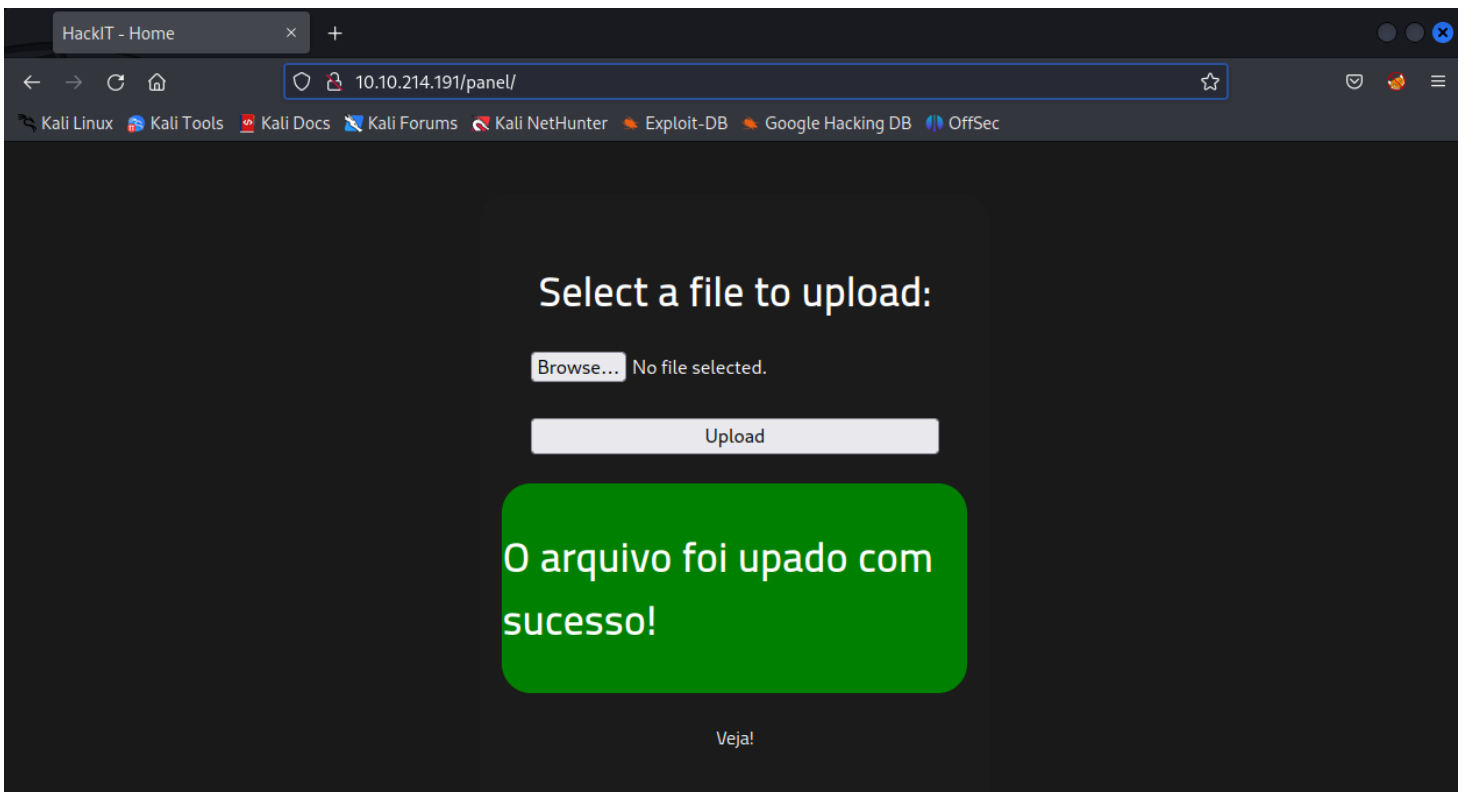 HackIT - Home
10.10.214.191/panel/
Kali Linux Kali Tools Kali Docs Kali Forums Kali NetHunter Exploit-DB Google Hacking DB OffSec
Select a file to upload:
Browse... No file selected.
Upload
O arquivo foi upado com
sucesso!
Veja!